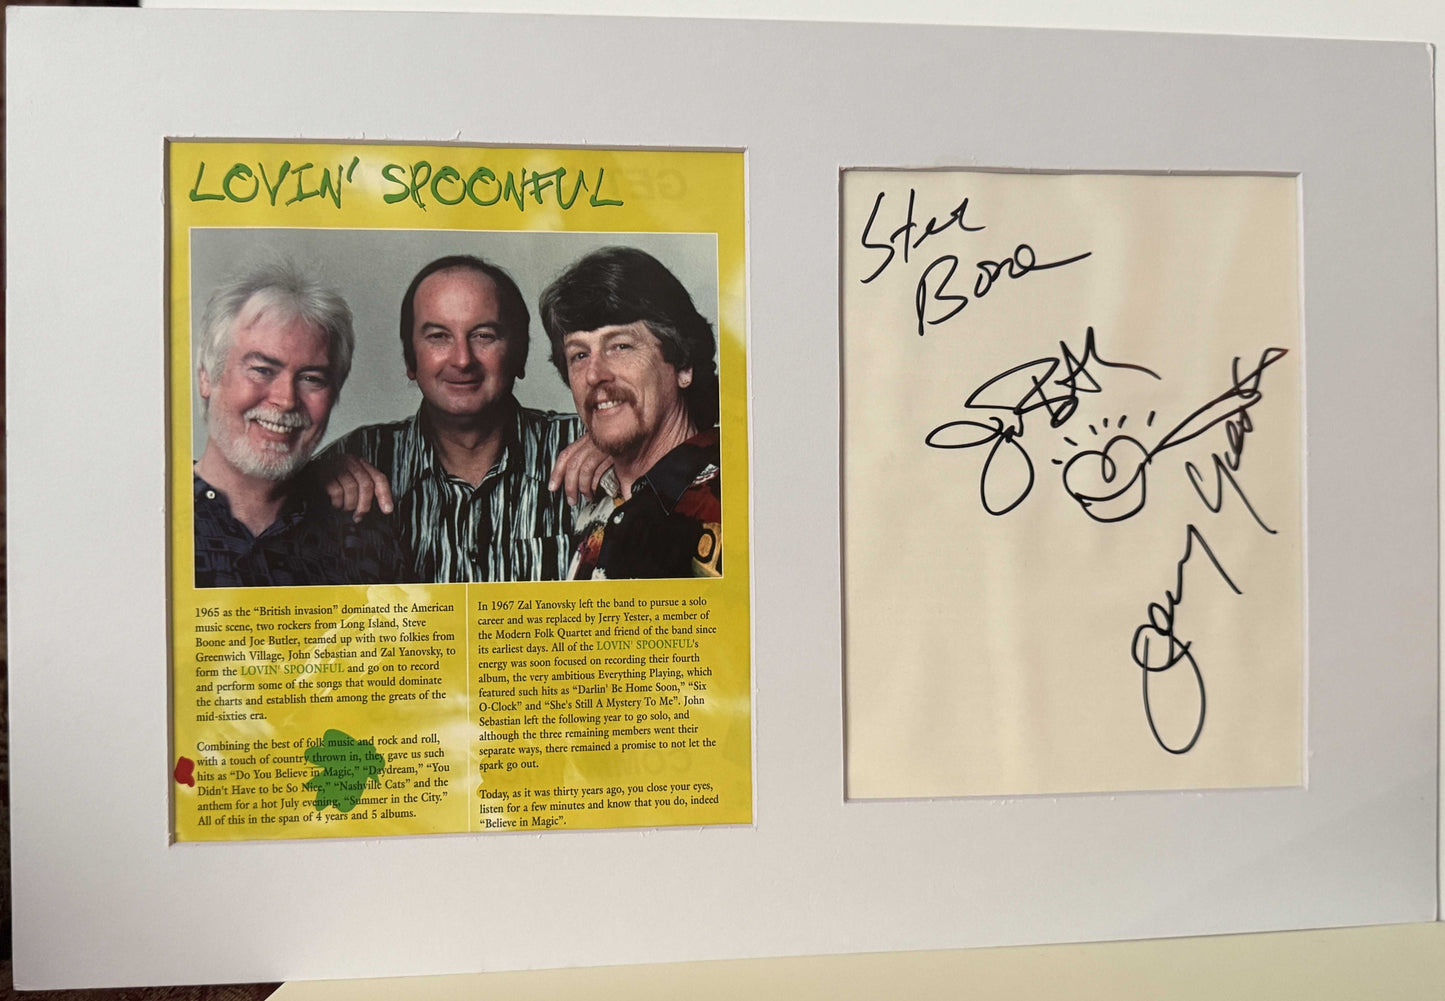 LOVIN' SPOONFUL
1965 as the “British invasion” dominated the American
music scene, two rockers from Long Island, Steve
Boone and Joe Butler, teamed up with two folkies from
Greenwich Village, John Sebastian and Zal Yanovsky, to
form the LOVIN' SPOONFUL and go on to record
and perform some of the songs that would dominate
the charts and establish them among the greats of the
mid-sixties era.
Combining the best of folk music and rock and roll,
with a touch of country thrown in, they gave us such
hits as “Do You Believe in Magic,” “Daydream,” “You
Didn't Have to be So Nice,” “Nashville Cats” and the
anthem for a hot July evening, “Summer in the City.”
All of this in the span of 4 years and 5 albums.
In 1967 Zal Yanovsky left the band to pursue a solo
career and was replaced by Jerry Yester, a member of
the Modern Folk Quartet and friend of the band since
its earliest days. All of the LOVIN' SPOONFUL's
energy was soon focused on recording their fourth
album, the very ambitious Everything Playing, which
featured such hits as “Darlin' Be Home Soon,” “Six
O-Clock” and “She's Still A Mystery To Me”. John
Sebastian left the following year to go solo, and
although the three remaining members went their
separate ways, there remained a promise to not let the
spark go out.
Today, as it was thirty years ago, you close your eyes,
listen for a few minutes and know that you do, indeed
“Believe in Magic”.
Steve
Boone
Jerry Yester